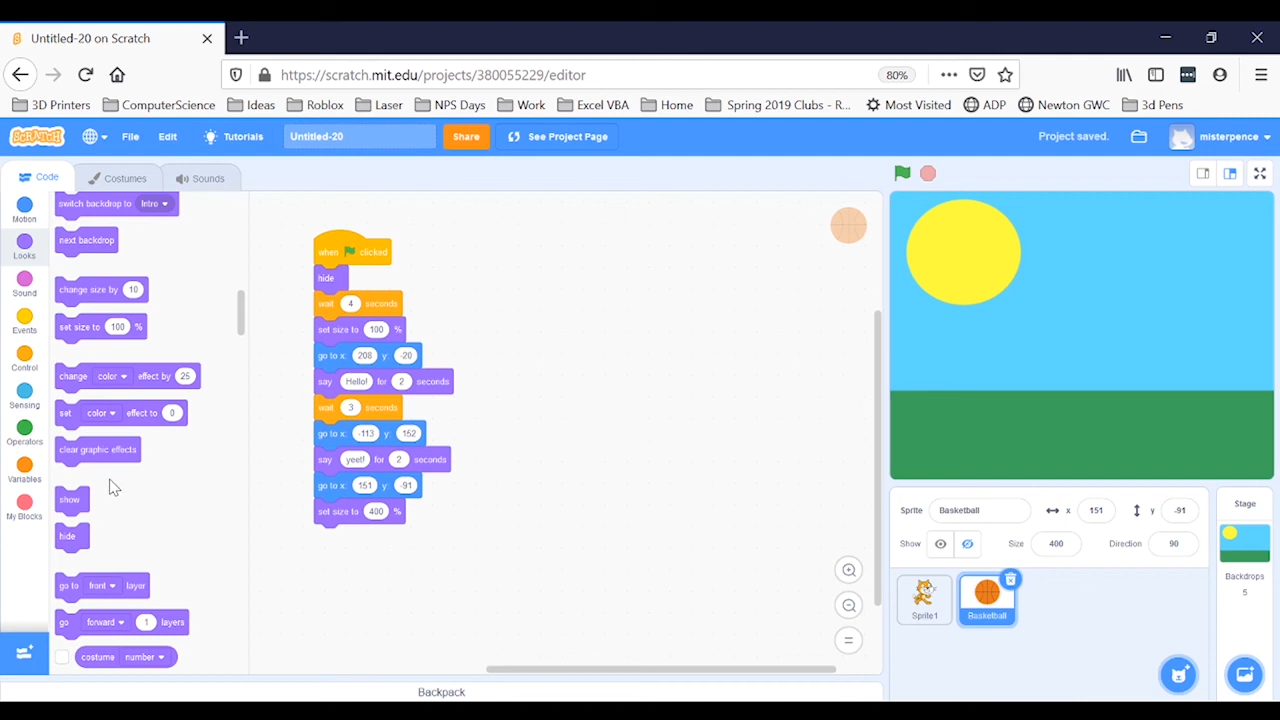 Untitled-20 on Scratch
https://scratch.mit.edu/projects/380055229/editor
80%
3D Printers ComputerScience Ideas Roblox Laser NPS Days Work Excel VBA Home Spring 2019 Clubs - R... Most Visited ADP Newton GWC 3d Pens
SCRATCH File Edit Tutorials Untitled-20 Share See Project Page Project saved. misterpence
Code Costumes Sounds
Motion
Looks
Sound
Events
Control
Sensing
Operators
Variables
My Blocks
switch backdrop to Intro
next backdrop
change size by 10
set size to 100 %
change color effect by 25
set color effect to 0
clear graphic effects
show
hide
go to front layer
go forward 1 layers
costume number
when clicked
hide
wait 4 seconds
set size to 100 %
go to x: 208 y: -20
say Hello! for 2 seconds
wait 3 seconds
go to x: -113 y: 152
say yeet! for 2 seconds
go to x: 151 y: -91
set size to 400 %
Sprite Basketball x 151 y -91
Show Size 400 Direction 90
Sprite1 Basketball
Stage
Backdrops
5
Backpack